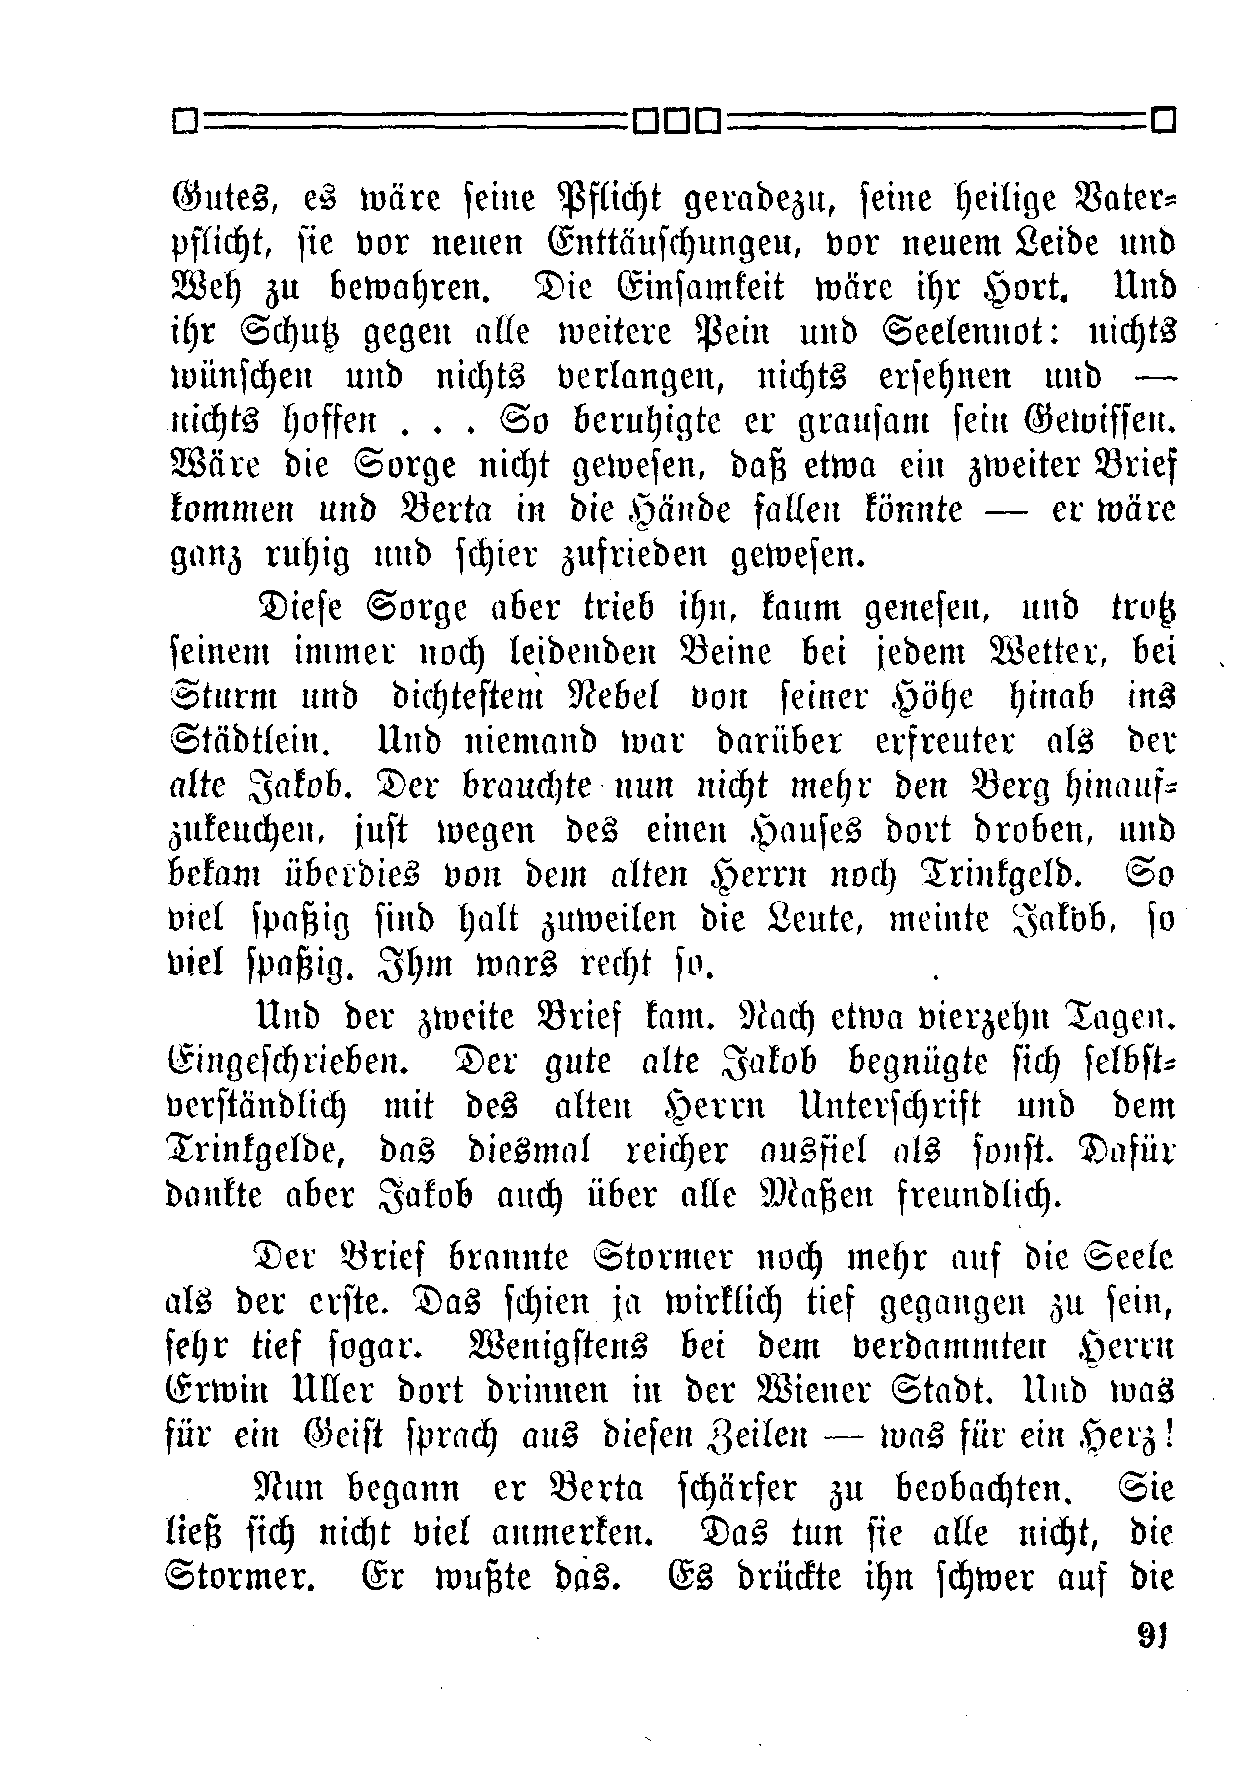 Gutes, es wäre seine Pflicht geradezu, seine heilige Vater-
pflicht, sie vor neuen Enttäuschungen, vor neuem Leide und
Weh zu bewahren. Die Einsamkeit wäre ihr Hort. Und
ihr Schutz gegen alle weitere Pein und Seelennot: nichts
wünschen und nichts verlangen, nichts ersehnen und —
nichts hoffen . . . So beruhigte er grausam sein Gewissen.
Wäre die Sorge nicht gewesen, daß etwa ein zweiter Brief
kommen und Berta in die Hände fallen könnte — er wäre
ganz ruhig und schier zufrieden gewesen.
Diese Sorge aber trieb ihn, kaum genesen, und trotz
seinem immer noch leidenden Beine bei jedem Wetter, bei
Sturm und dichtestem Nebel von seiner Höhe hinab ins
Städtlein. Und niemand war darüber erfreuter als der
alte Jakob. Der brauchte nun nicht mehr den Berg hinauf-
zukeuchen, just wegen des einen Hauses dort droben, und
bekam überdies von dem alten Herrn noch Trinkgeld. So
viel spaßig sind halt zuweilen die Leute, meinte Jakob, so
viel spaßig. Ihm wars recht so.
Und der zweite Brief kam. Nach etwa vierzehn Tagen.
Eingeschrieben. Der gute alte Jakob begnügte sich selbst-
verständlich mit des alten Herrn Unterschrift und dem
Trinkgelde, das diesmal reicher ausfiel als sonst. Dafür
dankte aber Jakob auch über alle Maßen freundlich.
Der Brief brannte Stormer noch mehr auf die Seele
als der erste. Das schien ja wirklich tief gegangen zu sein,
sehr tief sogar. Wenigstens bei dem verdammten Herrn
Erwin Uller dort drinnen in der Wiener Stadt. Und was
für ein Geist sprach aus diesen Zeilen — was für ein Herz!
Nun begann er Berta schärfer zu beobachten. Sie
ließ sich nicht viel anmerken. Das tun sie alle nicht, die
Stormer. Er wußte das. Es drückte ihn schwer auf die
91